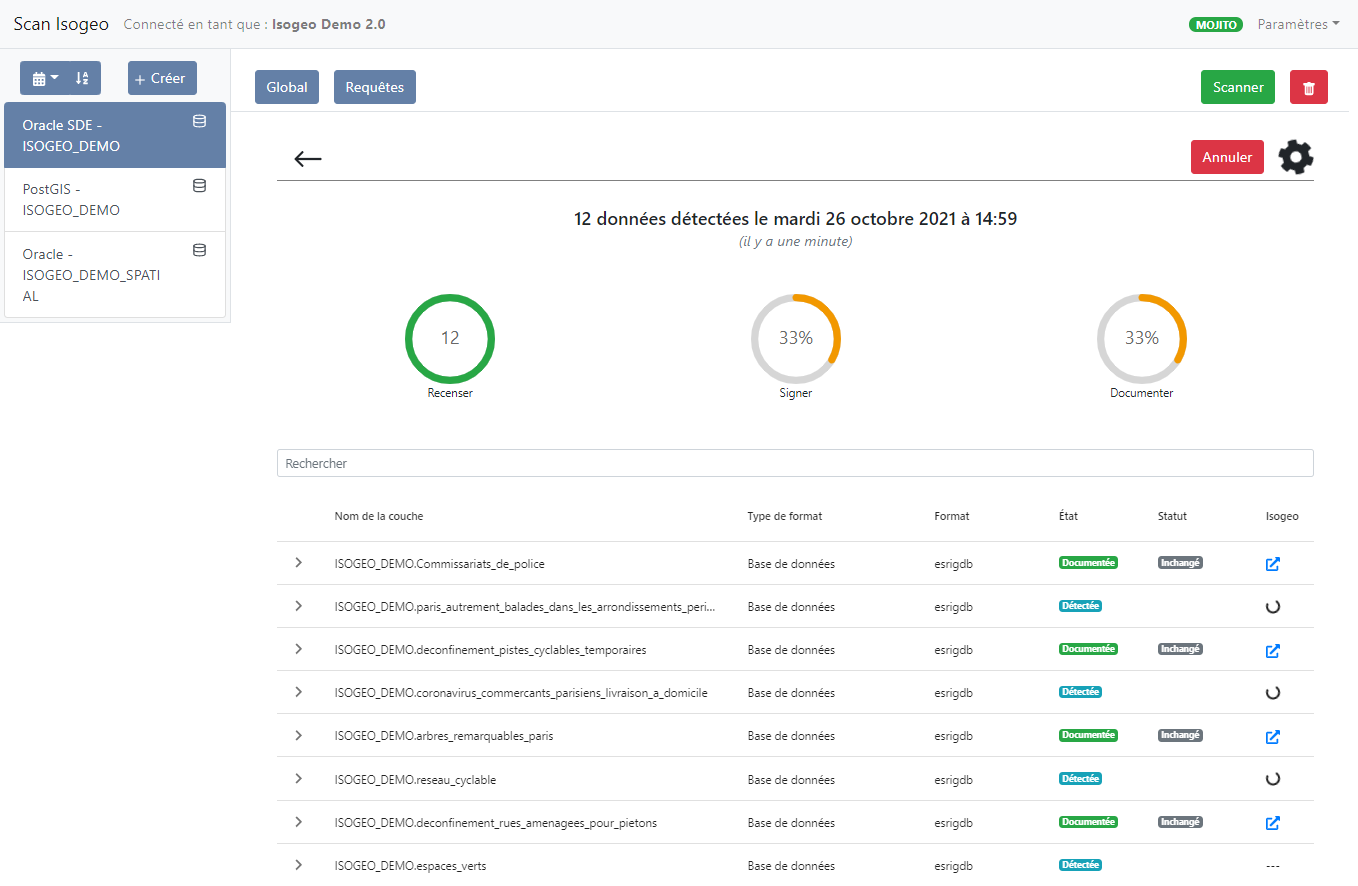 Scan Isogeo Connecté en tant que : Isogeo Demo 2.0 MOJITO Paramètres
Créer
Global Requêtes Scanner
Oracle SDE -
ISOGEO_DEMO
PostGIS -
ISOGEO_DEMO
Oracle -
ISOGEO_DEMO_SPATI
AL
Annuler
12 données détectées le mardi 26 octobre 2021 à 14:59
(il y a une minute)
12 33% 33%
Recenser Signer Documenter
Rechercher
Nom de la couche Type de format Format État Statut Isogeo
ISOGEO_DEMO.Commissariats_de_police Base de données esrigdb Documentée Inchangé
ISOGEO_DEMO.paris_autrement_balades_dans_les_arrondissements_peri... Base de données esrigdb Détectée
ISOGEO_DEMO.deconfinement_pistes_cyclables_temporaires Base de données esrigdb Documentée Inchangé
ISOGEO_DEMO.coronavirus_commercants_parisiens_livraison_a_domicile Base de données esrigdb Détectée
ISOGEO_DEMO.arbres_remarquables_paris Base de données esrigdb Documentée Inchangé
ISOGEO_DEMO.reseau_cyclable Base de données esrigdb Détectée
ISOGEO_DEMO.deconfinement_rues_amenagees_pour_pietons Base de données esrigdb Documentée Inchangé
ISOGEO_DEMO.espaces_verts Base de données esrigdb Détectée ---